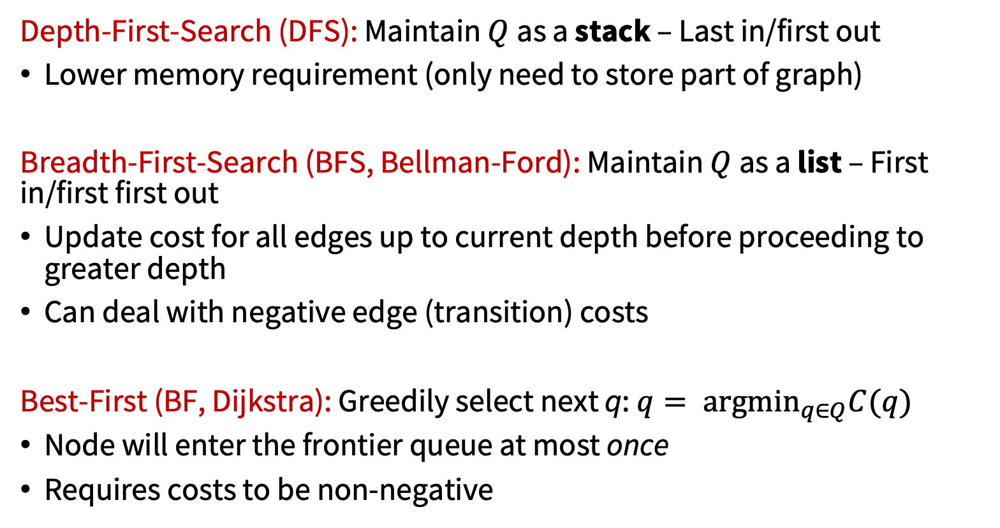 Depth-First-Search (DFS): Maintain Q as a stack – Last in/first out
• Lower memory requirement (only need to store part of graph)
Breadth-First-Search (BFS, Bellman-Ford): Maintain Q as a list – First
in/first first out
• Update cost for all edges up to current depth before proceeding to
greater depth
• Can deal with negative edge (transition) costs
Best-First (BF, Dijkstra): Greedily select next q: q = argmin_{q∈Q} C(q)
• Node will enter the frontier queue at most once
• Requires costs to be non-negative